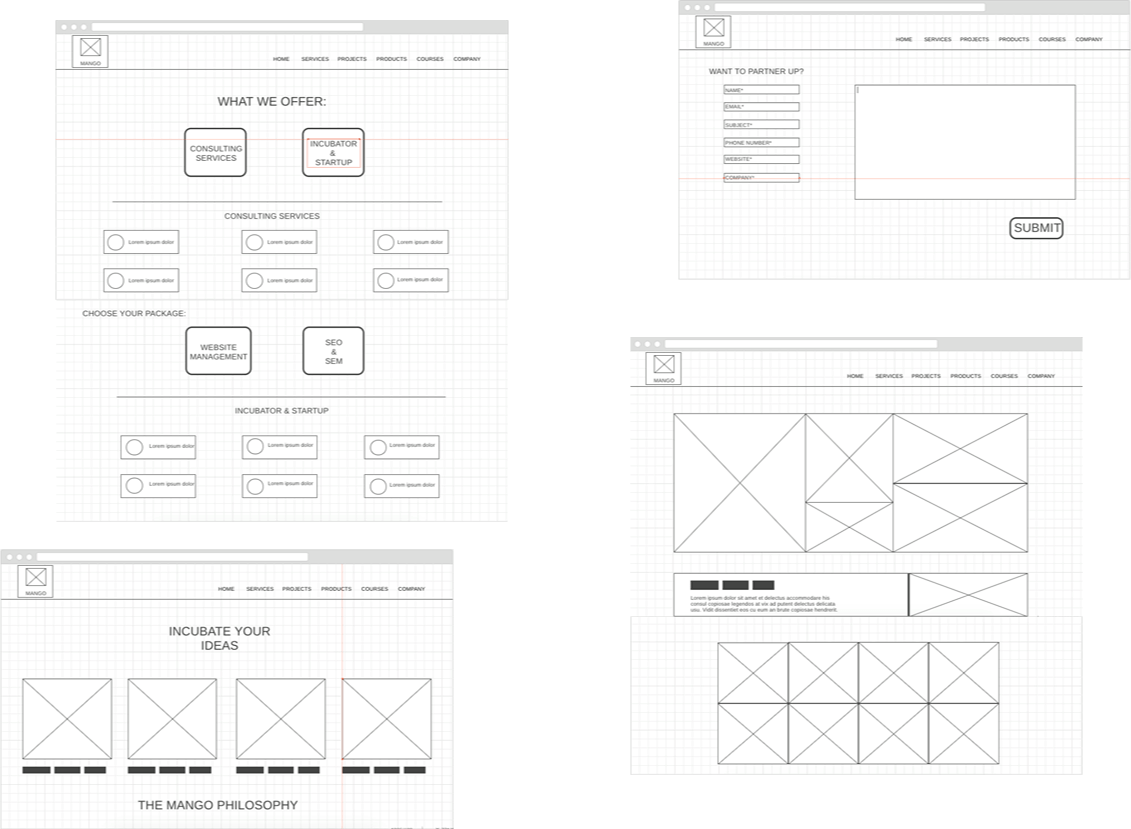 MANGO
HOME SERVICES PROJECTS PRODUCTS COURSES COMPANY
WHAT WE OFFER:
CONSULTING
SERVICES
INCUBATOR
&
STARTUP
CONSULTING SERVICES
Lorem ipsum dolor Lorem ipsum dolor Lorem ipsum dolor
Lorem ipsum dolor Lorem ipsum dolor Lorem ipsum dolor
CHOOSE YOUR PACKAGE:
WEBSITE
MANAGEMENT
SEO
&
SEM
INCUBATOR & STARTUP
Lorem ipsum dolor Lorem ipsum dolor Lorem ipsum dolor
Lorem ipsum dolor Lorem ipsum dolor Lorem ipsum dolor
MANGO
HOME SERVICES PROJECTS PRODUCTS COURSES COMPANY
INCUBATE YOUR
IDEAS
THE MANGO PHILOSOPHY
MANGO
HOME SERVICES PROJECTS PRODUCTS COURSES COMPANY
WANT TO PARTNER UP?
NAME*
EMAIL*
SUBJECT*
PHONE NUMBER*
WEBSITE*
COMPANY*
SUBMIT
MANGO
HOME SERVICES PROJECTS PRODUCTS COURSES COMPANY
Lorem ipsum dolor sit amet et delectus accommodare his
consul copiosae legendos at vix ad putent delectus delicata
usu. Vidit dissentiet eos cu eum an brute copiosae hendrerit.